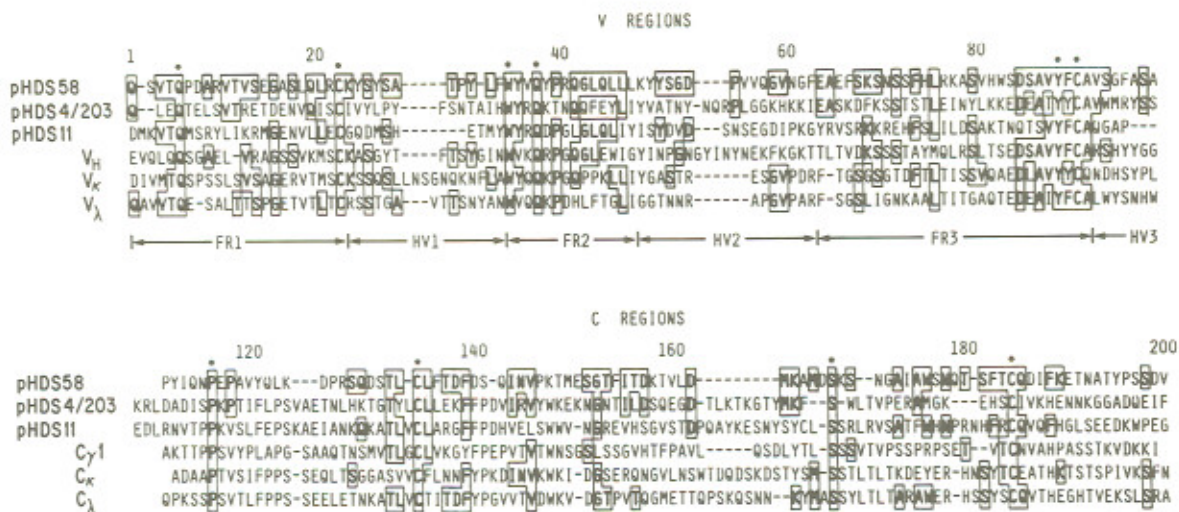 V REGIONS
1 20 40 60 80
pHDS58 Q-SVTQPDARVTVSEGASLQLRCKYSYSA------TPYLFWYVQYPRQGLQLLLKYYSGD-----PVVQGVNGFEAEFSKSNSSFHLRKASVHWSDSAVYFCAVSGFASA
pHDS4/203 Q-LEQTELSVTRETDENVQISCIVYLPY----FSNTAIHWYRQKTNQQFEYLIYVATNY-NQRPLGGKHKKIEASKDFKSSTSTLEINYLKKEDEATYYCAVWMRYSS
pHDS11 DMKVTQMSRYLIKRMGENVLLECGQDMSH------ETMYWYRQDPGLGLQLIYISYDVD---SNSEGDIPKGYRVSRKKREHFSLILDSAKTNQTSVYFCAQGAP---
VH EVQLQQSGAEL-VRAGSSVKMSCKASGYT----FTSYGINWVKQRPGQGLEWIGYINPGNGYINYNEKFKGKTTLTVDKSSSTAYMQLRSLTSEDSAVYFCARSHYYGG
Vκ DIVMTQSPSSLSVSAGERVTMSCKSSQSLLNSGNQKNFLAWYQQKPGQPPKLLIYGASTR-----ESGVPDRF-TGSGSGTDFTLTISSVQAEDLAVYYCQNDHSYPL
Vλ QAVVTQE-SALTTSPGETVTLTCRSSTGA---VTTSNYANWVQQKPDHLFTGLIGGTNNR-----APGVPARF-SGSLIGNKAALTITGAQTEDEAIYFCALWYSNHW
FR1 HV1 FR2 HV2 FR3 HV3
C REGIONS
120 140 160 180 200
pHDS58 PYIQNPEPAVYQLK---DPRSQDSTLCLFTDFDS-QINVPKTMESGTFITDKTVLD---------MKAMDSKS--NGAIAWSNQT-SFTCQDIFKETNATYPSSDV
pHDS4/203 KRLDADISPKPTIFLPSVAETNLHKTGTYLCLLEKFFPDVIRVYWKEKNGNTILDSQEGD-TLKTKGTYMKF--S-WLTVPERAMGK---EHSCIVKHENNKGGADQEIF
pHDS11 EDLRNVTPPKVSLFEPSKAEIANKQKATLVCLARGFFPDHVELSWWV-NGREVHSGVSTDPQAYKESNYSYCL-SSRLRVSATFWHNPRNHFRCQVQFHGLSEEDKWPEG
Cγ1 AKTTPPSVYPLAPG-SAAQTNSMVTLGCLVKGYFPEPVTVTWNSGSLSSGVHTFPAVL------QSDLYTL-SSSVTVPSSPRPSET--VTCNVAHPASSTKVDKKI
Cκ ADAAPTVSIFPPS-SEQLTSGGASVVCFLNNFYPKDINVKWKI-DGSERQNGVLNSWTDQDSKDSTYSM-SSTLTLTKDEYER-HNSYTCEATHKTSTSPIVKSFN
Cλ QPKSSPSVTLFPPS-SEELETNKATLVCTITDFYPGVVTVDWKV-DGTPVTQGMETTQPSKQSNN--KYMASSYLTLTARAWER-HSSYSCQVTHEGHTVEKSLSRA